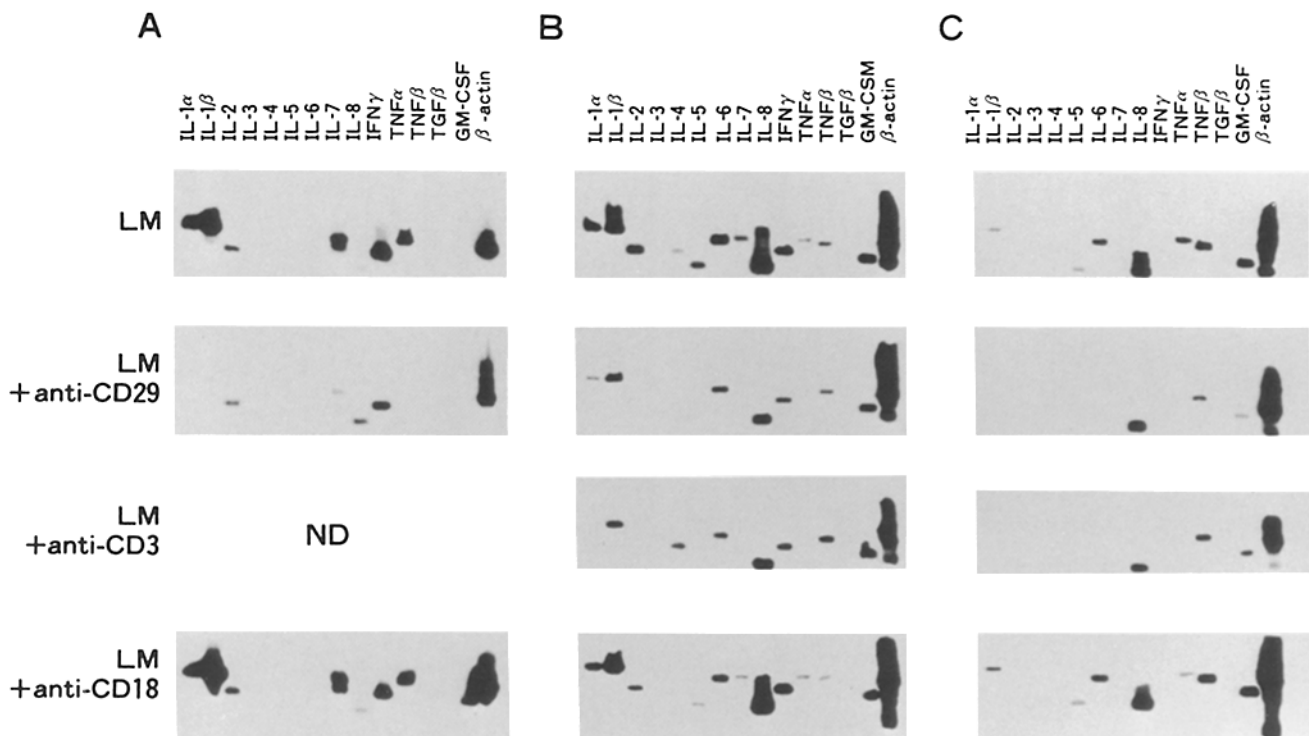 A B C
IL-1α IL-1β IL-2 IL-3 IL-4 IL-5 IL-6 IL-7 IL-8 IFNγ TNFα TNFβ TGFβ GM-CSF β-actin
IL-1α IL-1β IL-2 IL-3 IL-4 IL-5 IL-6 IL-7 IL-8 IFNγ TNFα TNFβ TGFβ GM-CSM β-actin
IL-1α IL-1β IL-2 IL-3 IL-4 IL-5 IL-6 IL-7 IL-8 IFNγ TNFα TNFβ TGFβ GM-CSF β-actin
LM
LM
+anti-CD29
LM
+anti-CD3
ND
LM
+anti-CD18